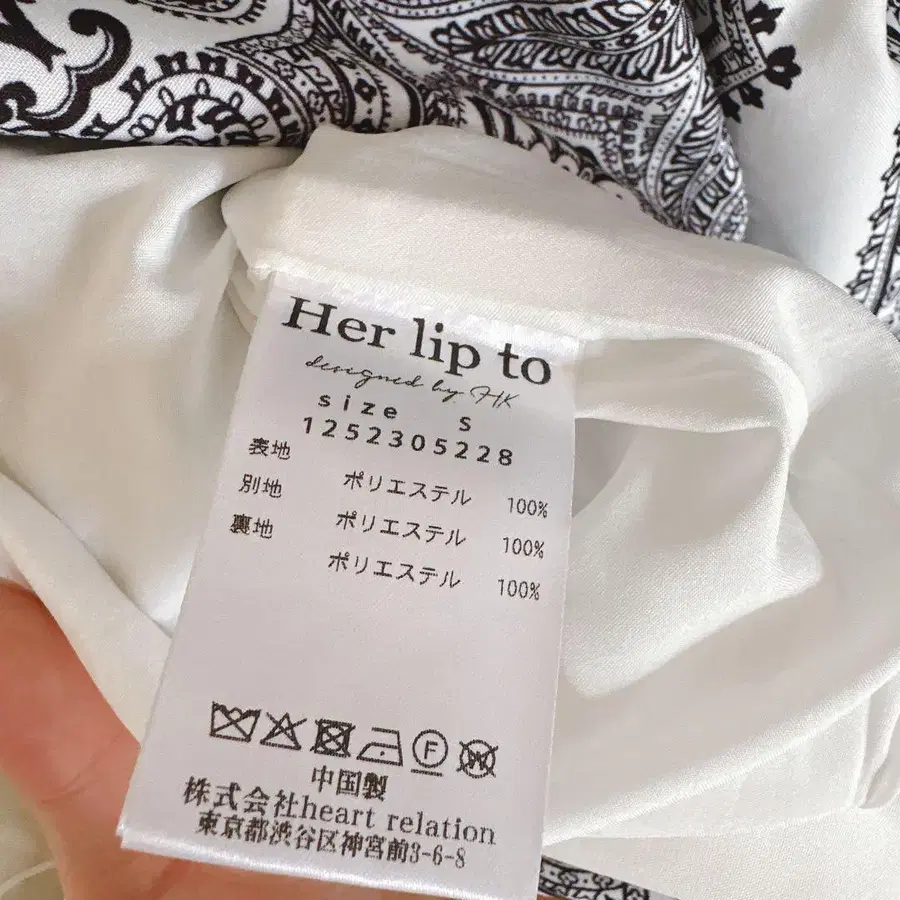 Her lip to
designed by HK
size S
1252305228
表地 ポリエステル 100%
別地 ポリエステル 100%
裏地 ポリエステル 100%
F W
中国製
株式会社heart relation
東京都渋谷区神宮前3-6-8